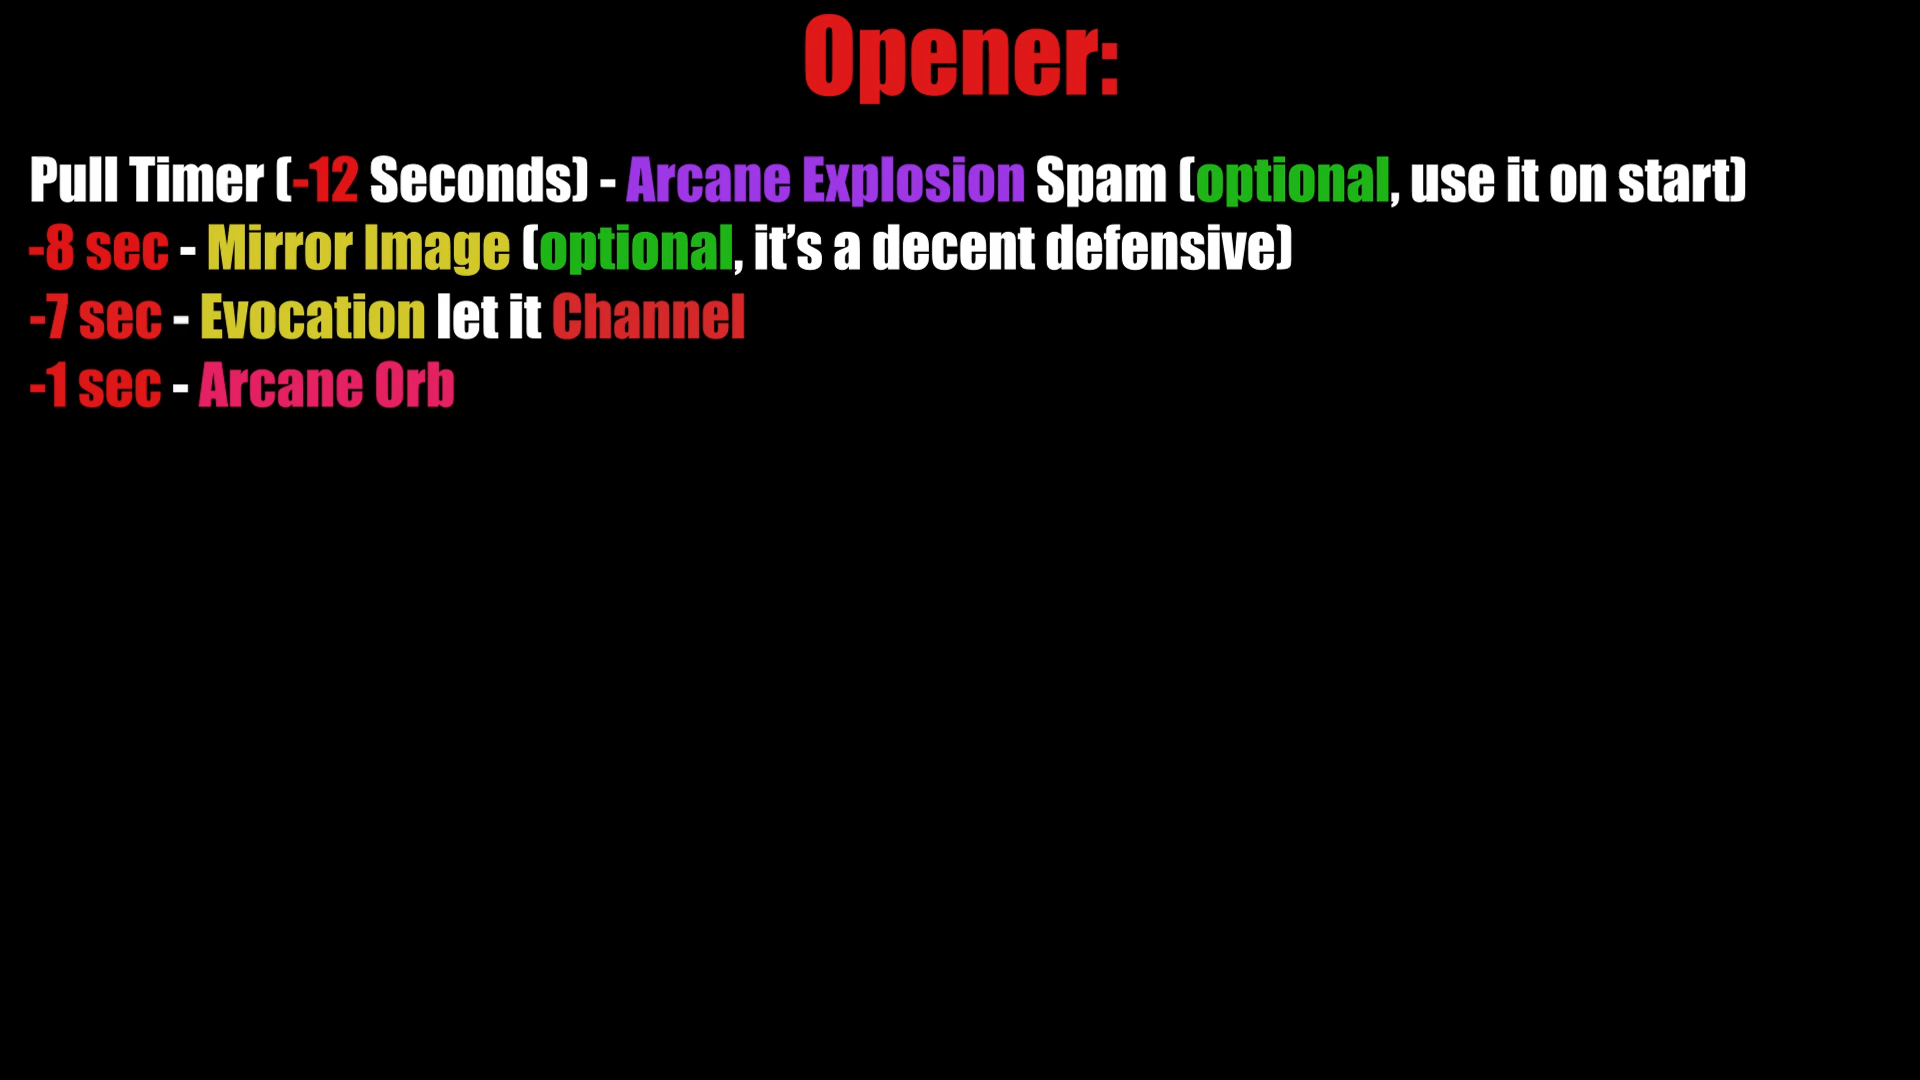 Opener:
Pull Timer (-12 Seconds) - Arcane Explosion Spam (optional, use it on start)
-8 sec - Mirror Image (optional, it’s a decent defensive)
-7 sec - Evocation let it Channel
-1 sec - Arcane Orb